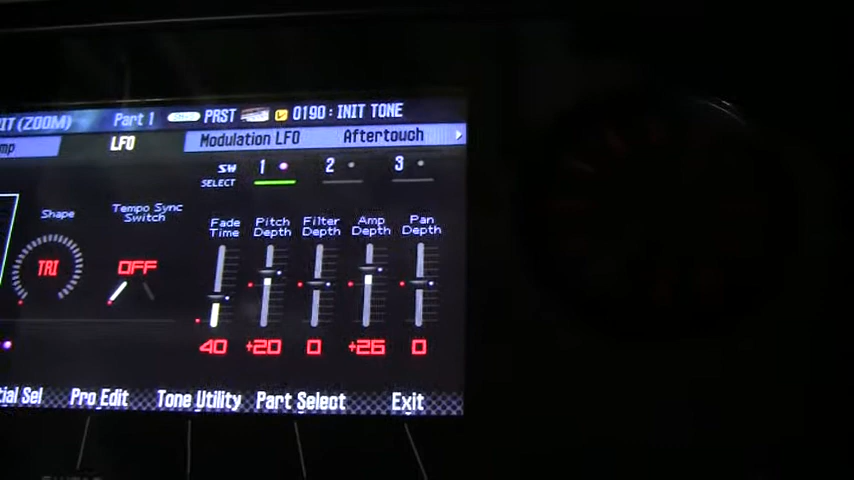 IT (ZOOM) Part 1 PRST 0190: INIT TONE
mp LFO Modulation LFO Aftertouch
SW 1 2 3
SELECT
Shape Tempo Sync Switch Fade Time Pitch Depth Filter Depth Amp Depth Pan Depth
TRI OFF
40 +20 0 +26 0
tial Sel Pro Edit Tone Utility Part Select Exit